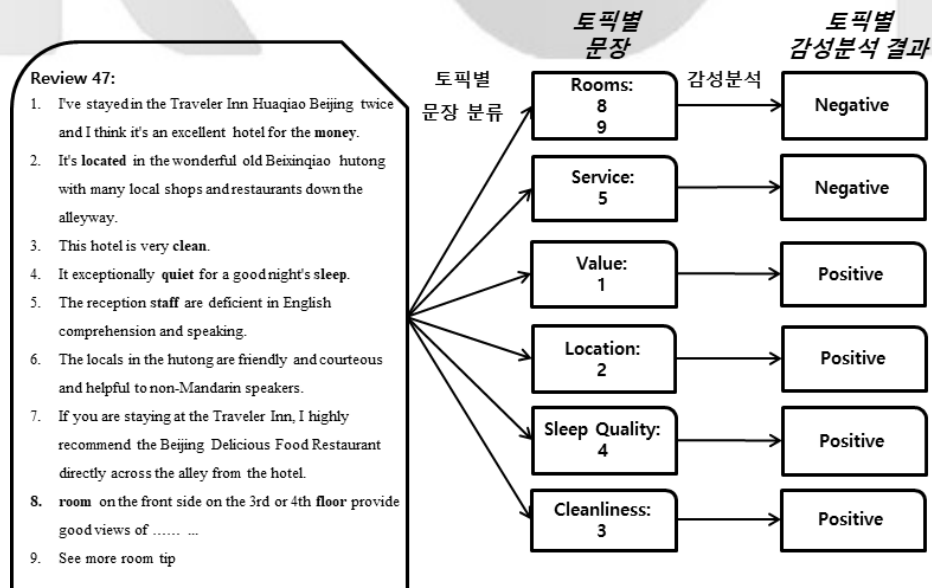 토픽별
문장
토픽별
감성분석 결과
Review 47:
1. I've stayed in the Traveler Inn Huaqiao Beijing twice
and I think it's an excellent hotel for the money.
2. It's located in the wonderful old Beixinqiao hutong
with many local shops and restaurants down the
alleyway.
3. This hotel is very clean.
4. It exceptionally quiet for a good night's sleep.
5. The reception staff are deficient in English
comprehension and speaking.
6. The locals in the hutong are friendly and courteous
and helpful to non-Mandarin speakers.
7. If you are staying at the Traveler Inn, I highly
recommend the Beijing Delicious Food Restaurant
directly across the alley from the hotel.
8. room on the front side on the 3rd or 4th floor provide
good views of ...... ...
9. See more room tip
토픽별
문장 분류
Rooms:
8
9
감성분석
Negative
Service:
5
Negative
Value:
1
Positive
Location:
2
Positive
Sleep Quality:
4
Positive
Cleanliness:
3
Positive